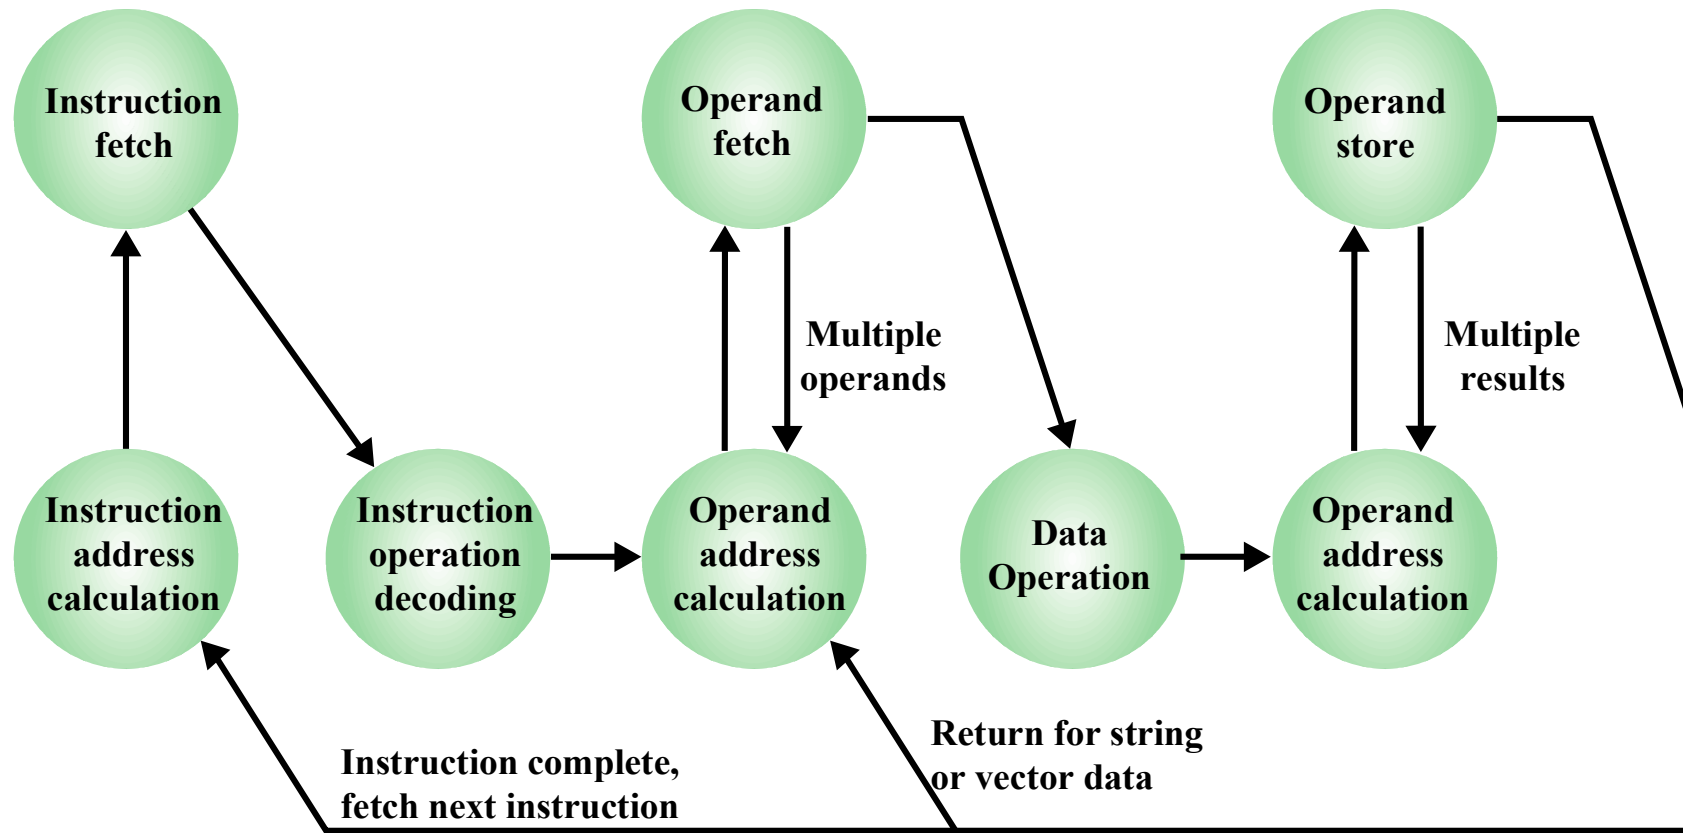 Instruction
fetch
Operand
fetch
Operand
store
Multiple
operands
Multiple
results
Instruction
address
calculation
Instruction
operation
decoding
Operand
address
calculation
Data
Operation
Operand
address
calculation
Instruction complete,
fetch next instruction
Return for string
or vector data